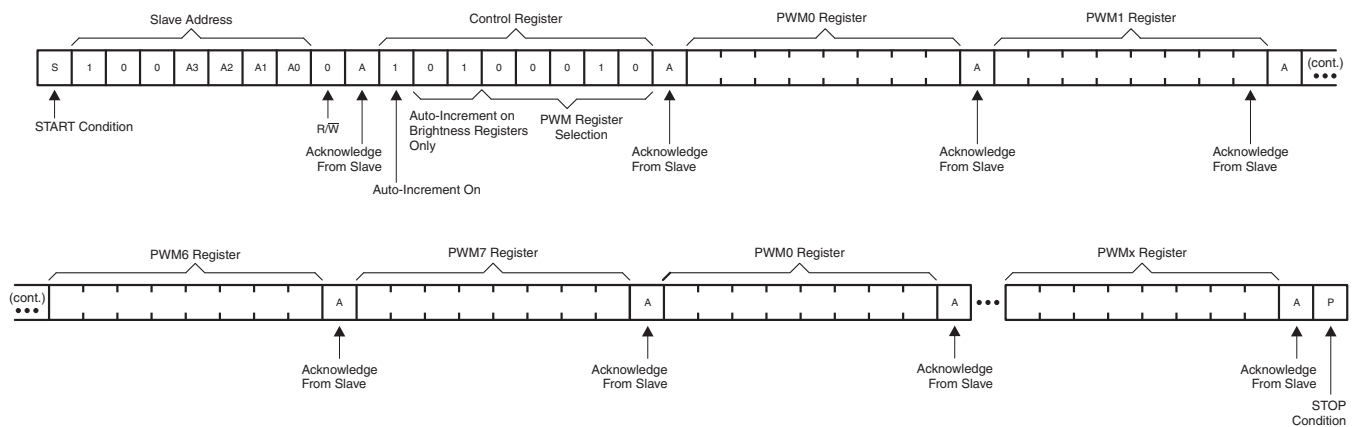 Slave Address Control Register PWM0 Register PWM1 Register
S 1 0 0 A3 A2 A1 A0 0 A 1 0 1 0 0 0 1 0 A A A (cont.) •••
START Condition
R/W̅
Acknowledge
From Slave
Auto-Increment On
Auto-Increment on
Brightness Registers
Only
PWM Register
Selection
Acknowledge
From Slave
Acknowledge
From Slave
Acknowledge
From Slave
PWM6 Register PWM7 Register PWM0 Register PWMx Register
(cont.) ••• A A A ••• A P
Acknowledge
From Slave
Acknowledge
From Slave
Acknowledge
From Slave
Acknowledge
From Slave
STOP
Condition